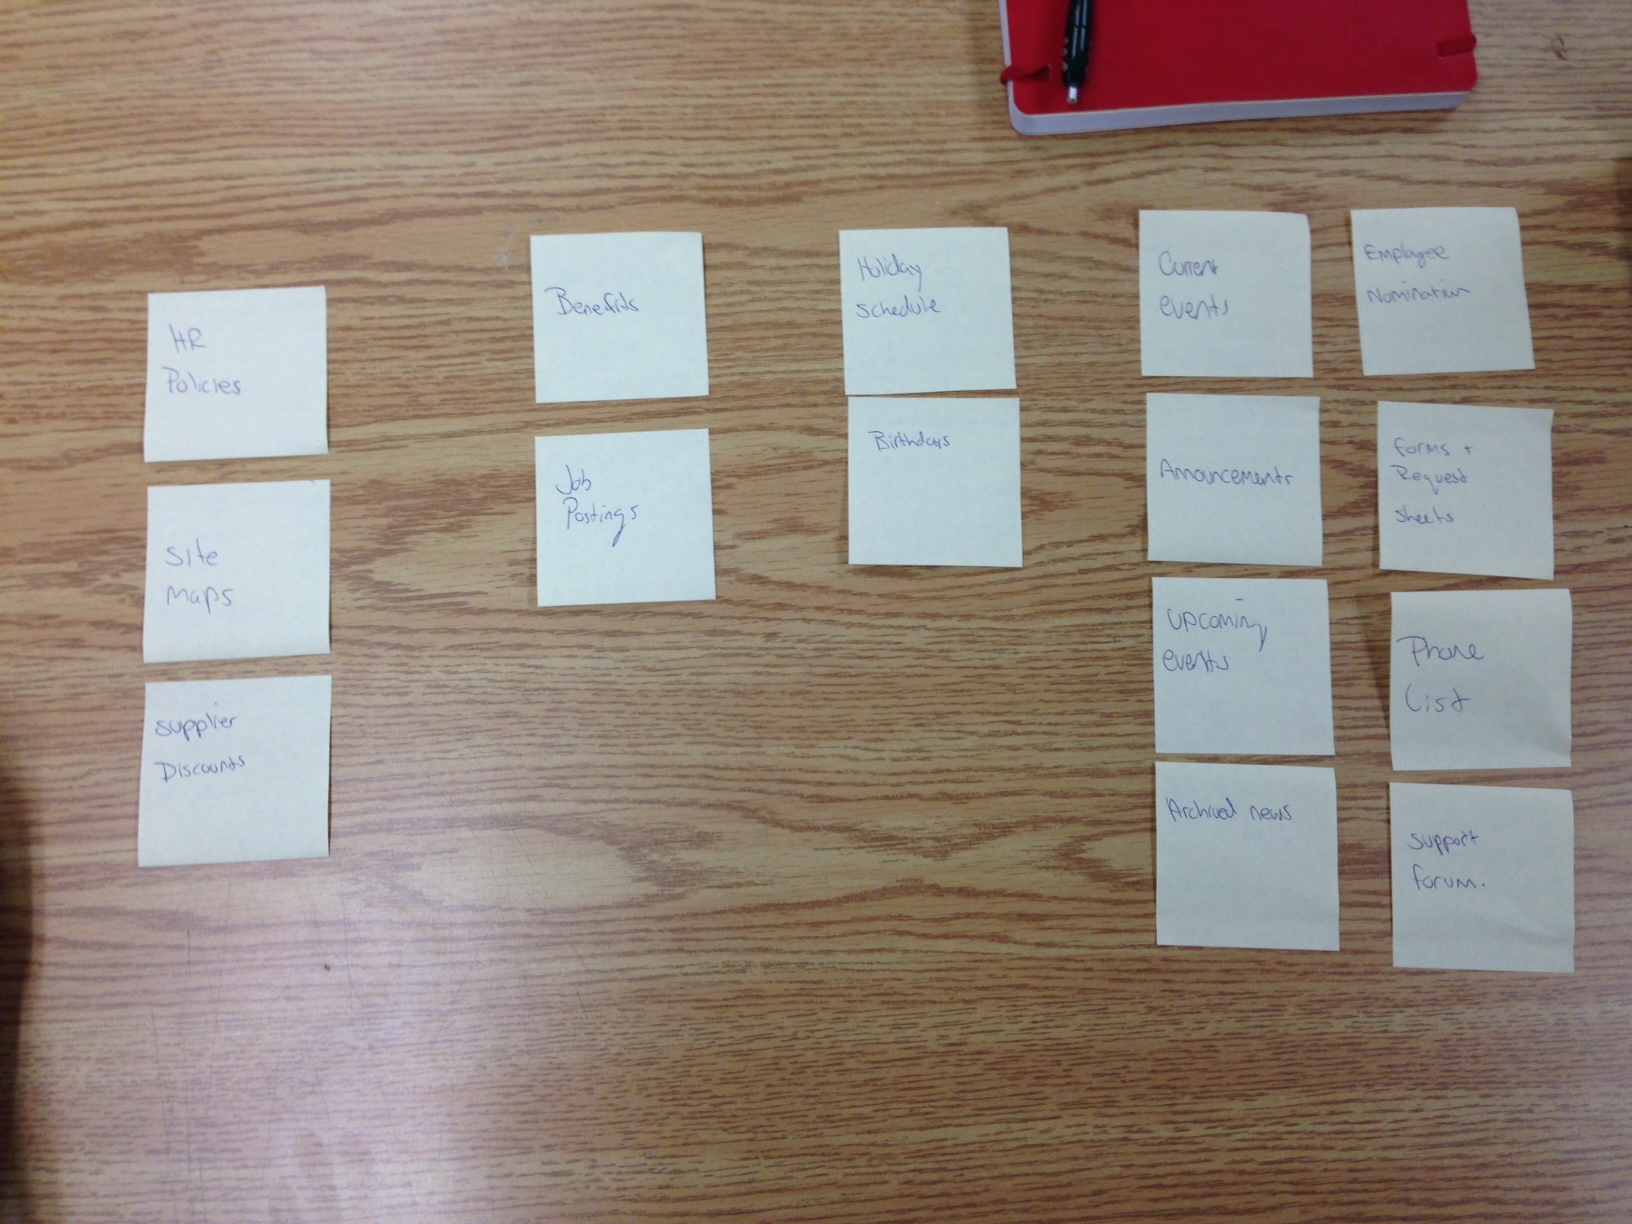 HR
Policies
Site
Maps
Supplier
Discounts
Benefits
Job
Postings
Holiday
Schedule
Birthdays
Current
events
Announcements
Upcoming
events
Archived news
Employee
Nomination
Forms +
Request
Sheets
Phone
List
Support
forum.